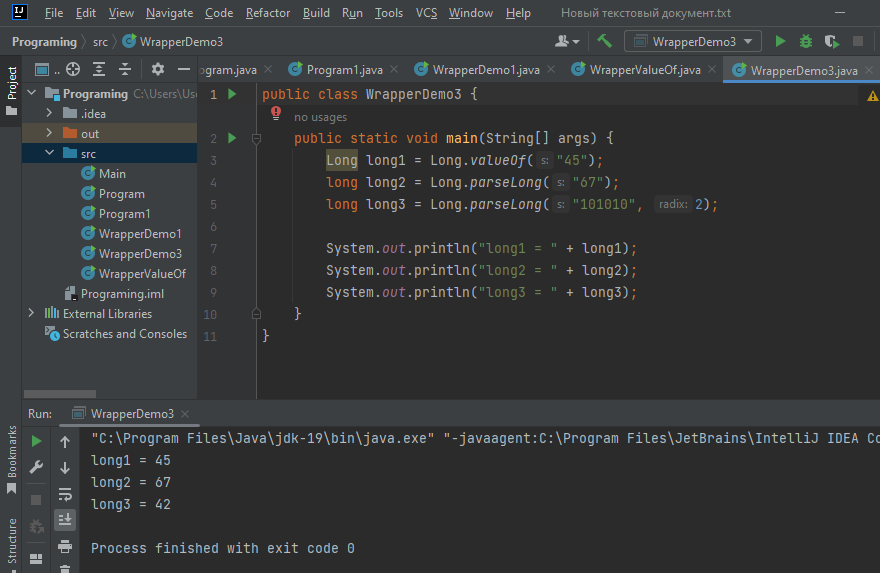 File Edit View Navigate Code Refactor Build Run Tools VCS Window Help Новый текстовый документ.txt
Programing src WrapperDemo3 WrapperDemo3
Project
ogram.java Program1.java WrapperDemo1.java WrapperValueOf.java WrapperDemo3.java
Programing C:\Users\Use
.idea
out
src
Main
Program
Program1
WrapperDemo1
WrapperDemo3
WrapperValueOf
Programing.iml
External Libraries
Scratches and Consoles
1 public class WrapperDemo3 {
no usages
2 public static void main(String[] args) {
3 Long long1 = Long.valueOf( s: "45");
4 long long2 = Long.parseLong( s: "67");
5 long long3 = Long.parseLong( s: "101010", radix: 2);
6
7 System.out.println("long1 = " + long1);
8 System.out.println("long2 = " + long2);
9 System.out.println("long3 = " + long3);
10 }
11 }
Run: WrapperDemo3
"C:\Program Files\Java\jdk-19\bin\java.exe" "-javaagent:C:\Program Files\JetBrains\IntelliJ IDEA Co
long1 = 45
long2 = 67
long3 = 42
Process finished with exit code 0
Bookmarks
Structure